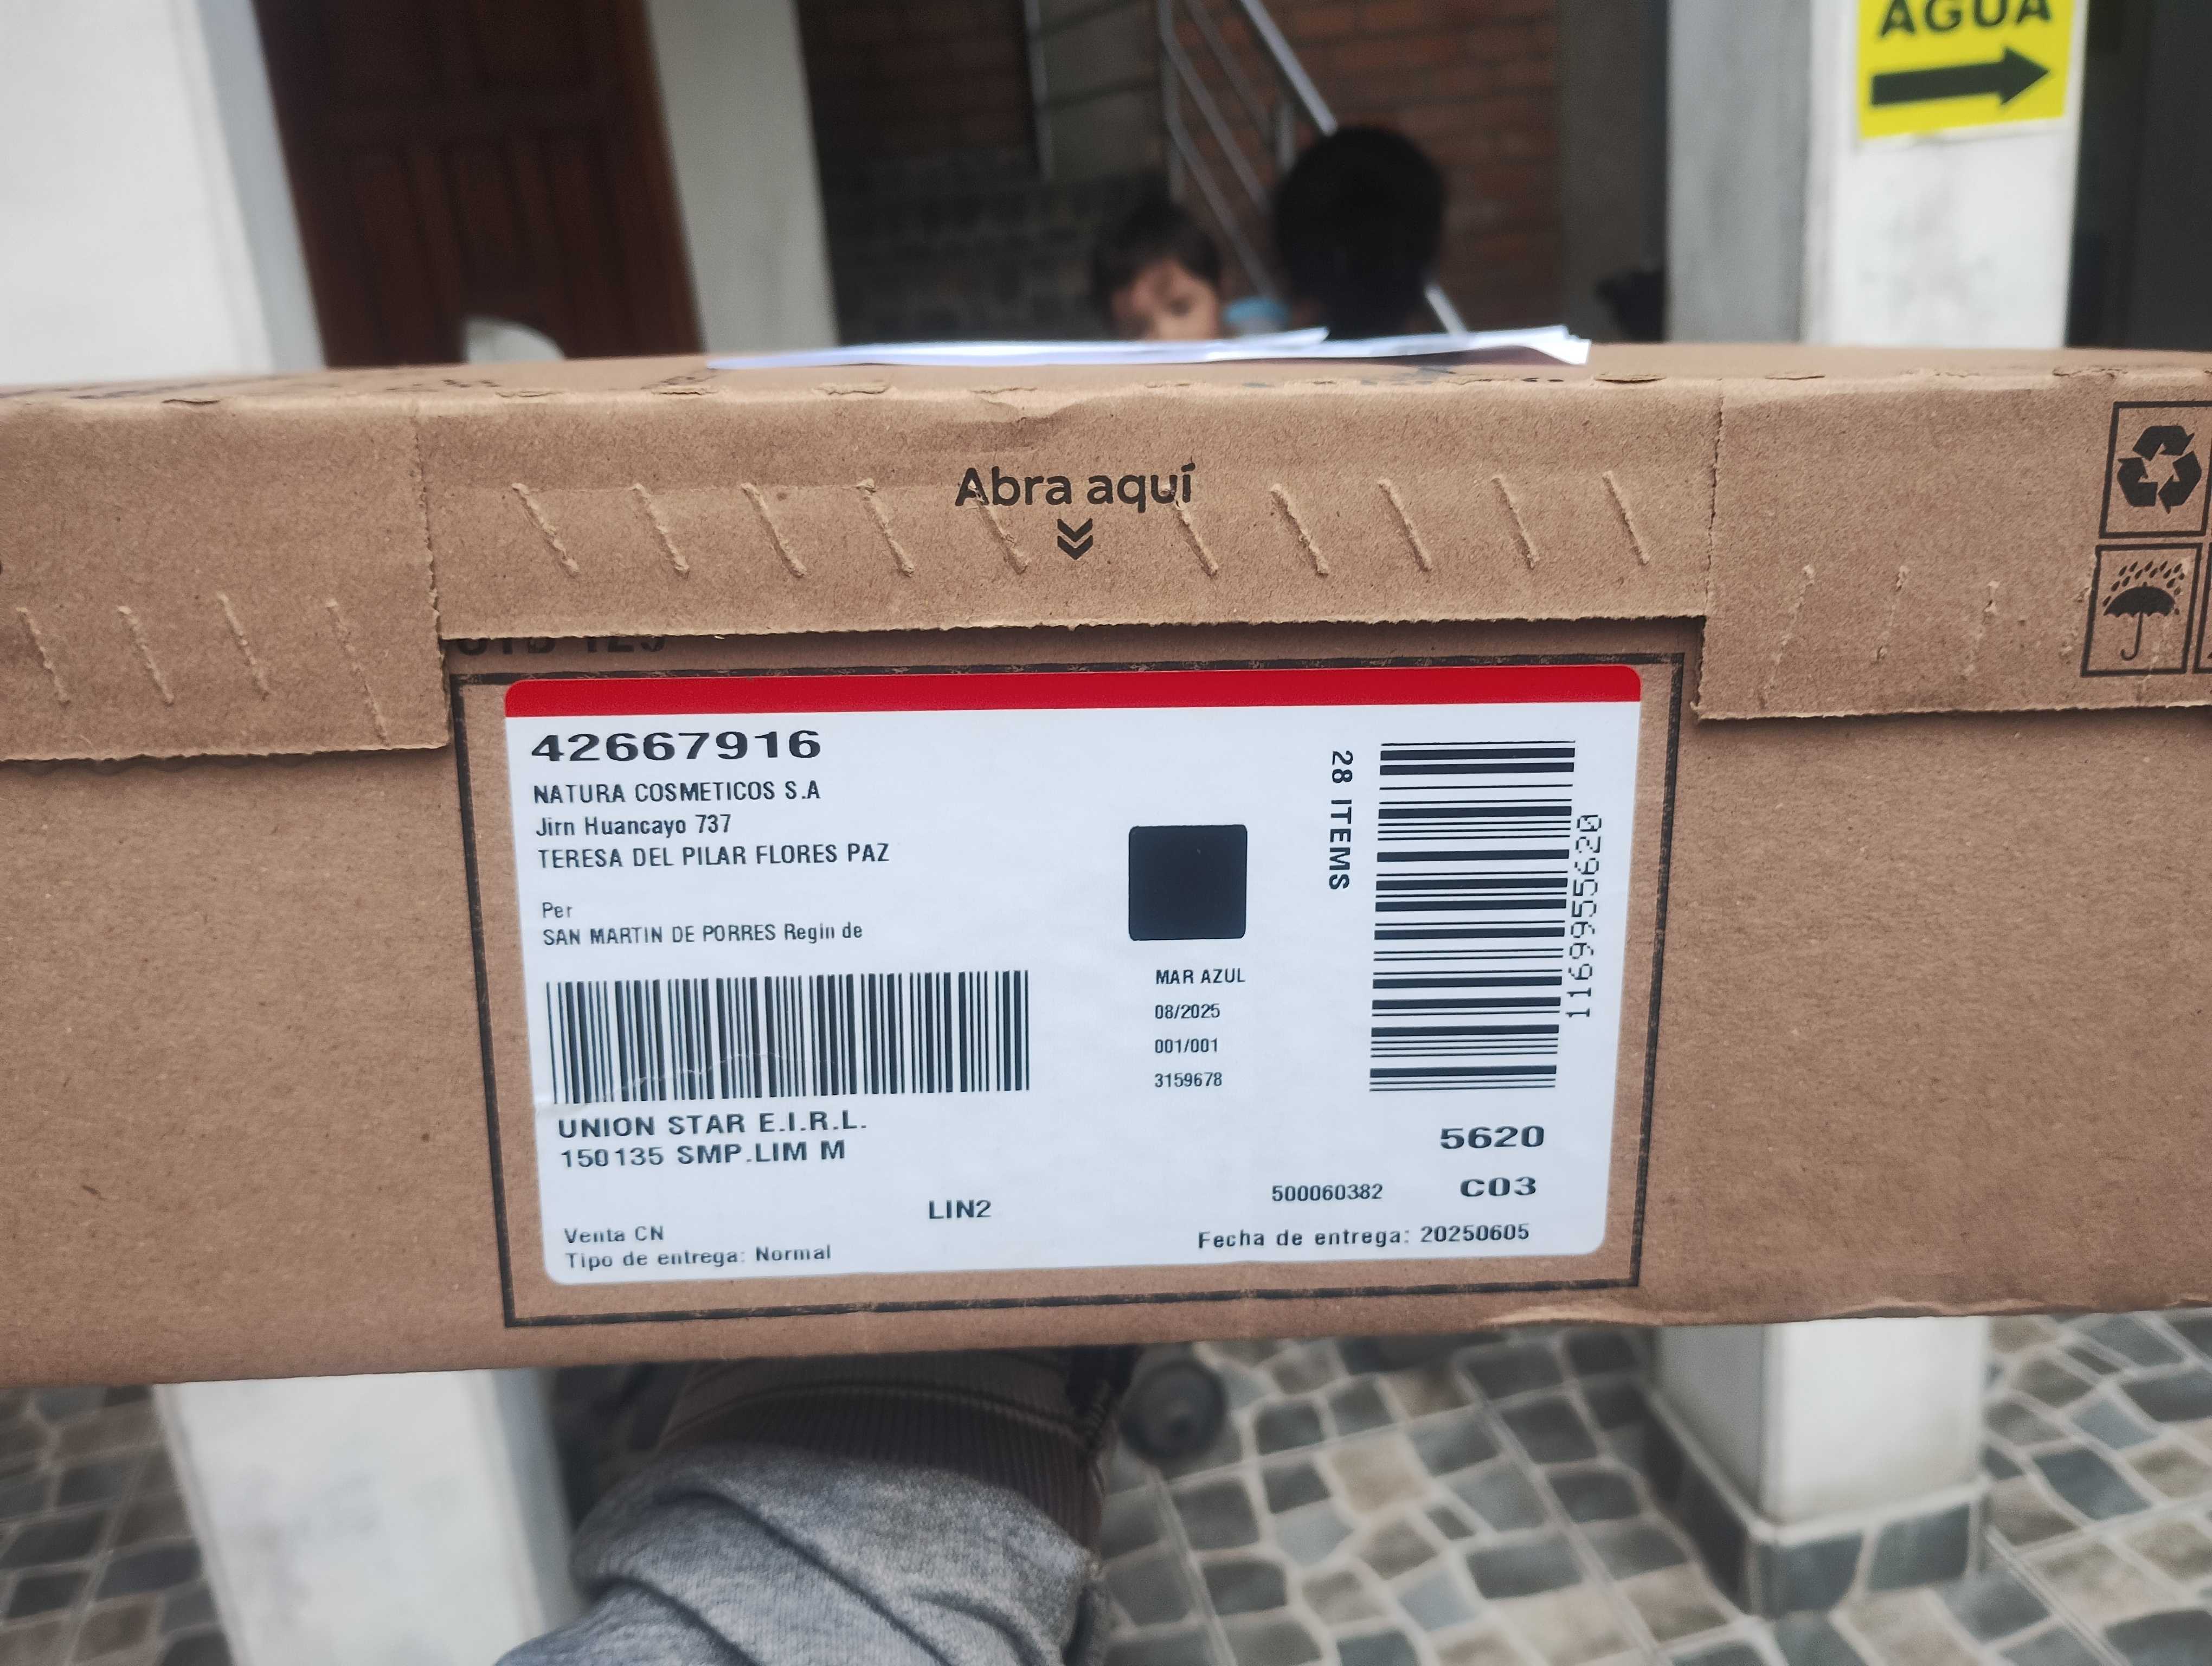 AGUA
Abra aquí
42667916
NATURA COSMETICOS S.A
Jirn Huancayo 737
TERESA DEL PILAR FLORES PAZ
Per
SAN MARTIN DE PORRES Regin de
UNION STAR E.I.R.L.
150135 SMP.LIM M
LIN2
Venta CN
Tipo de entrega: Normal
MAR AZUL
08/2025
001/001
3159678
28 ITEMS
1169955620
5620
500060382 C03
Fecha de entrega: 20250605